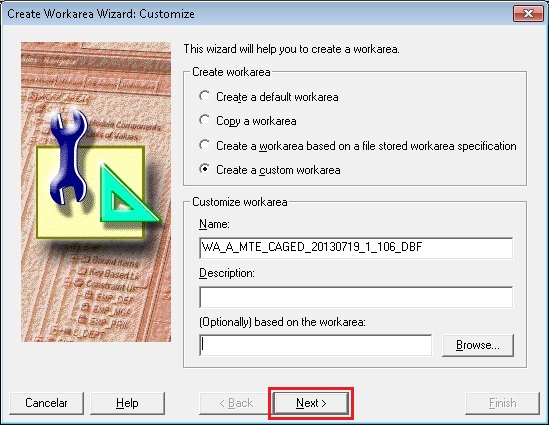 Create Workarea Wizard: Customize
This wizard will help you to create a workarea.
Create workarea
Create a default workarea
Copy a workarea
Create a workarea based on a file stored workarea specification
Create a custom workarea
Customize workarea
Name:
WA_A_MTE_CAGED_20130719_1_106_DBF
Description:
(Optionally) based on the workarea:
Browse...
Cancelar
Help
< Back
Next >
Finish